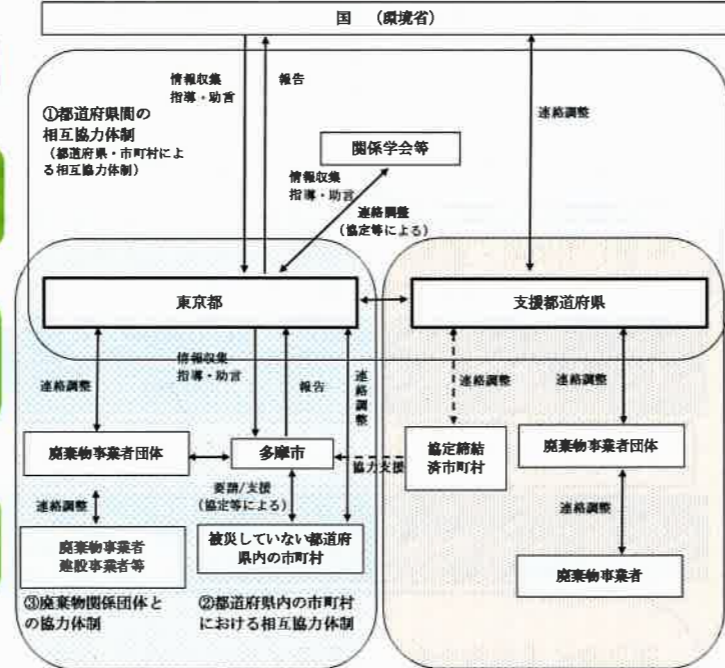 国 （環境省）
情報収集
指導・助言
報告
連絡調整
①都道府県間の
相互協力体制
（都道府県・市町村によ
る相互協力体制）
関係学会等
情報収集
指導・助言
連絡調整
（協定等による）
東京都
支援都道府県
連絡調整
情報収集
指導・助言
報告
連絡調整
連絡調整
連絡調整
廃棄物事業者団体
多摩市
協力支援
協定締結
済市町村
廃棄物事業者団体
連絡調整
要請/支援
（協定等による）
連絡調整
廃棄物事業者
建設事業者等
被災していない都道府
県内の市町村
廃棄物事業者
③廃棄物関係団体と
の協力体制
②都道府県内の市町村
における相互協力体制